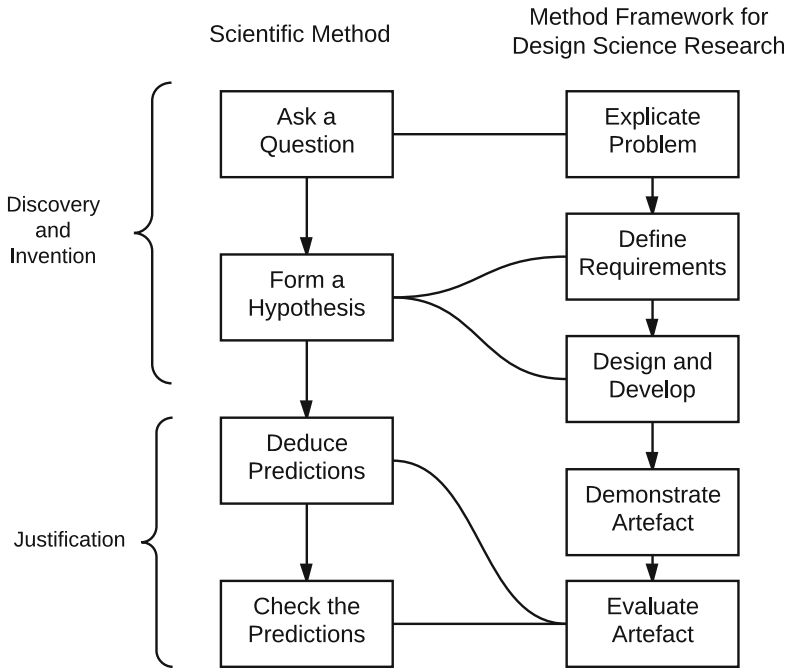 Scientific Method
Method Framework for
Design Science Research
Discovery
and
Invention
Justification
Ask a
Question
Form a
Hypothesis
Deduce
Predictions
Check the
Predictions
Explicate
Problem
Define
Requirements
Design and
Develop
Demonstrate
Artefact
Evaluate
Artefact